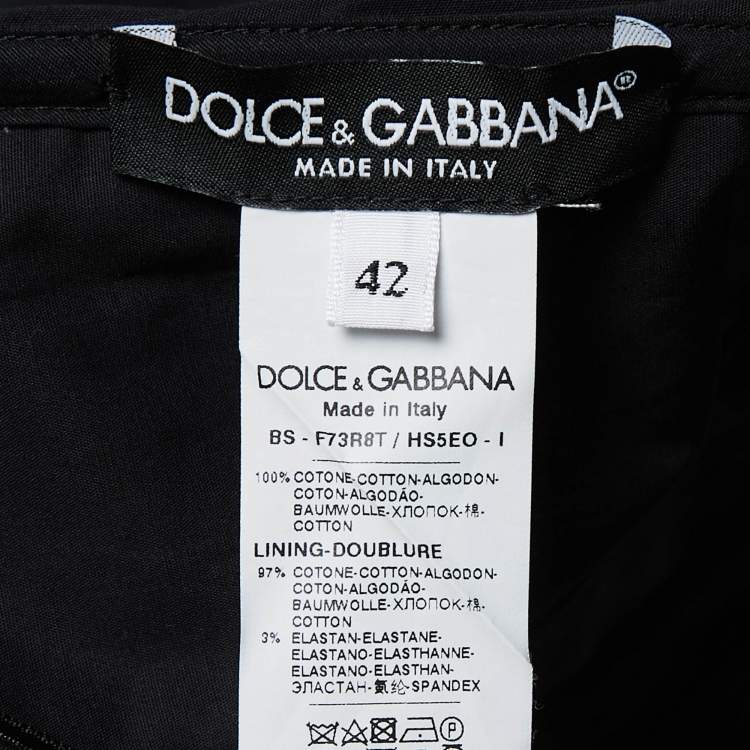 DOLCE & GABBANA
MADE IN ITALY
42
DOLCE & GABBANA
Made in Italy
BS - F73R8T / HS5EO - I
100% COTONE-COTTON-ALGODON-
COTON-ALGODÃO-
BAUMWOLLE-ХЛОПОК-棉-
COTTON
LINING-DOUBLURE
97% COTONE-COTTON-ALGODON-
COTON-ALGODÃO-
BAUMWOLLE-ХЛОПОК-棉-
COTTON
3% ELASTAN-ELASTANE-
ELASTANO-ELASTHANNE-
ELASTANO-ELASTHAN-
ЭЛАСТАН-氨纶-SPANDEX
P